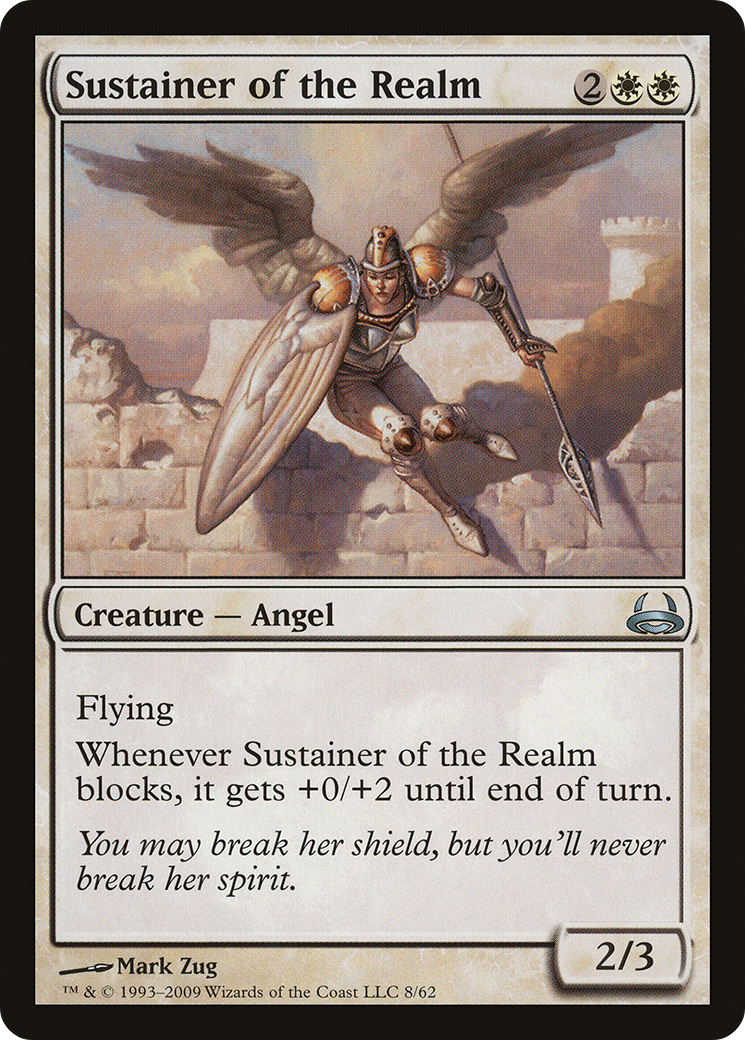 Sustainer of the Realm 2
Creature — Angel
Flying
Whenever Sustainer of the Realm
blocks, it gets +0/+2 until end of turn.
You may break her shield, but you'll never
break her spirit.
2/3
Mark Zug
™ & © 1993–2009 Wizards of the Coast LLC 8/62